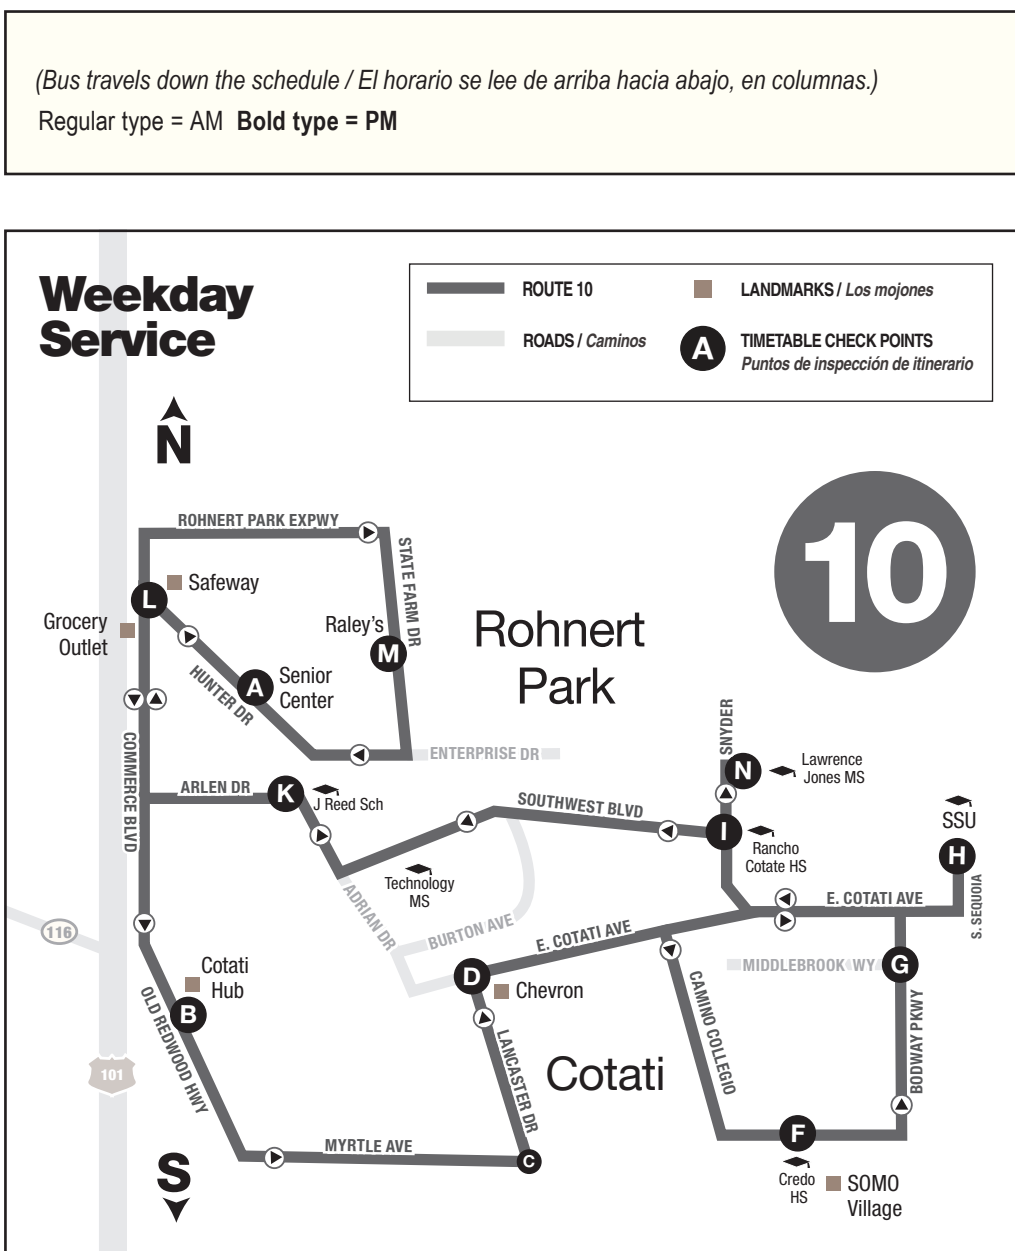 (Bus travels down the schedule / El horario se lee de arriba hacia abajo, en columnas.)
Regular type = AM  Bold type = PM
Weekday
Service
ROUTE 10
LANDMARKS / Los mojones
ROADS / Caminos
A
TIMETABLE CHECK POINTS
Puntos de inspección de itinerario
N
10
ROHNERT PARK EXPWY
STATE FARM DR
L
Safeway
Grocery
Outlet
Raley's
M
Rohnert
Park
HUNTER DR
A
Senior
Center
COMMERCE BLVD
ENTERPRISE DR
SNYDER
N
Lawrence
Jones MS
ARLEN DR
K
J Reed Sch
SOUTHWEST BLVD
I
Rancho
Cotate HS
SSU
H
S. SEQUOIA
Technology
MS
ADRIAN DR
BURTON AVE
E. COTATI AVE
E. COTATI AVE
116
Cotati
Hub
B
D
Chevron
MIDDLEBROOK WY
G
CAMINO COLLEGIO
BODWAY PKWY
OLD REDWOOD HWY
101
LANCASTER DR
Cotati
MYRTLE AVE
C
F
Credo
HS
SOMO
Village
S